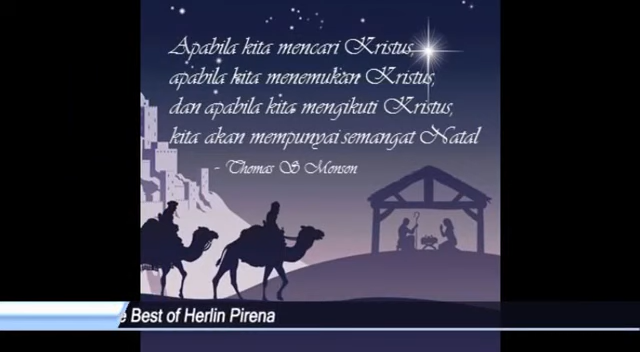 Apabila kita mencari Kristus,
apabila kita menemukan Kristus,
dan apabila kita mengikuti Kristus,
kita akan mempunyai semangat Natal
- Thomas S Monson
Best of Herlin Pirena